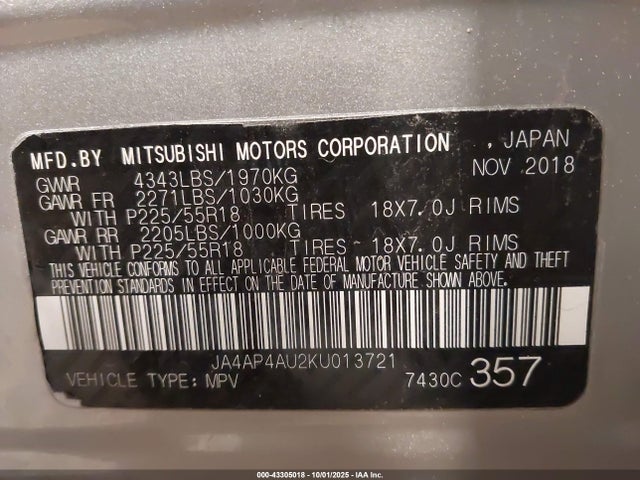 MFD.BY MITSUBISHI MOTORS CORPORATION , JAPAN
NOV 2018
GVWR 4343LBS/1970KG
GAWR FR 2271LBS/1030KG
WITH P225/55R18 TIRES 18X7.0J RIMS
GAWR RR 2205LBS/1000KG
WITH P225/55R18 TIRES 18X7.0J RIMS
THIS VEHICLE CONFORMS TO ALL APPLICABLE FEDERAL MOTOR VEHICLE SAFETY AND THEFT
PREVENTION STANDARDS IN EFFECT ON THE DATE OF MANUFACTURE SHOWN ABOVE.
JA4AP4AU2KU013721
VEHICLE TYPE: MPV 7430C 357
000-43305018 - 10/01/2025 - IAA Inc.